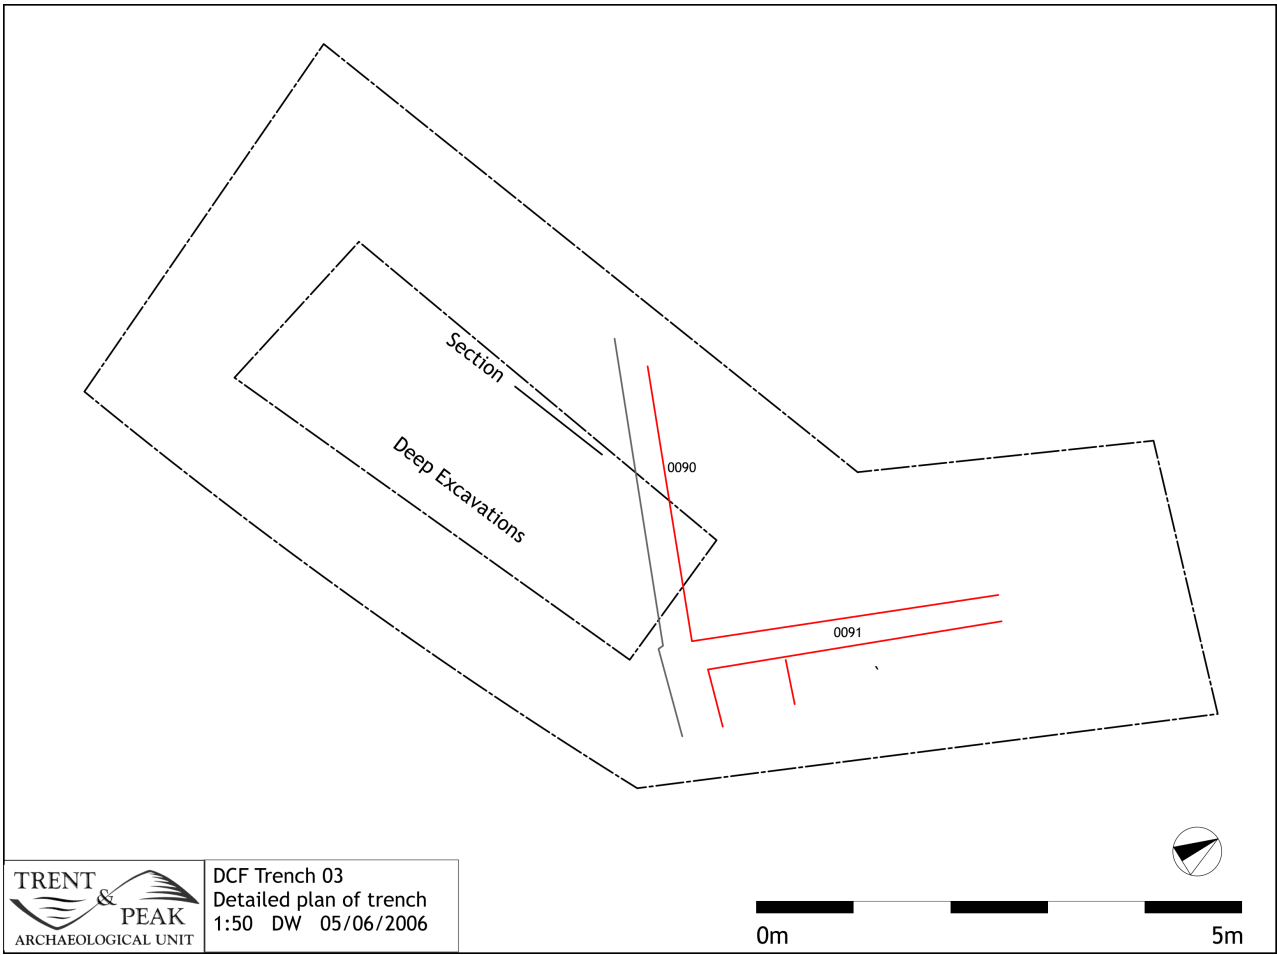 Section
Deep Excavations
0090
0091
TRENT
&
PEAK
ARCHAEOLOGICAL UNIT
DCF Trench 03
Detailed plan of trench
1:50 DW 05/06/2006
0m 5m